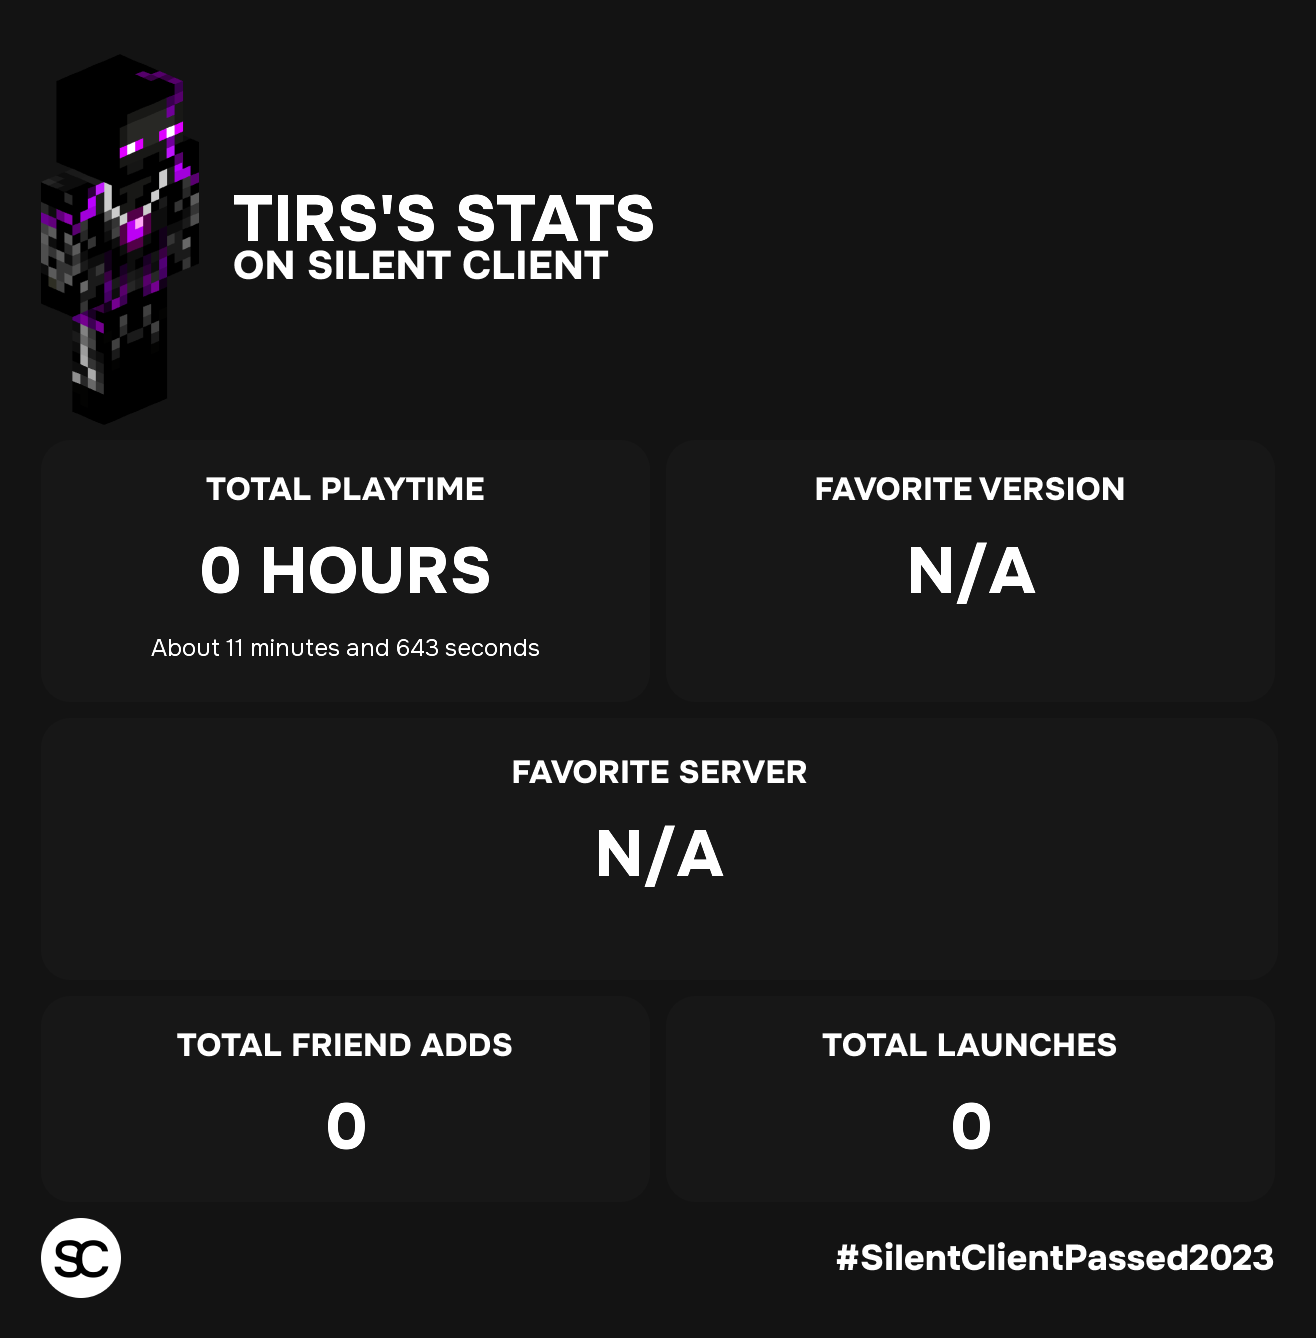 TIRS'S STATS
ON SILENT CLIENT
TOTAL PLAYTIME
0 HOURS
About 11 minutes and 643 seconds
FAVORITE VERSION
N/A
FAVORITE SERVER
N/A
TOTAL FRIEND ADDS
0
TOTAL LAUNCHES
0
SC
#SilentClientPassed2023